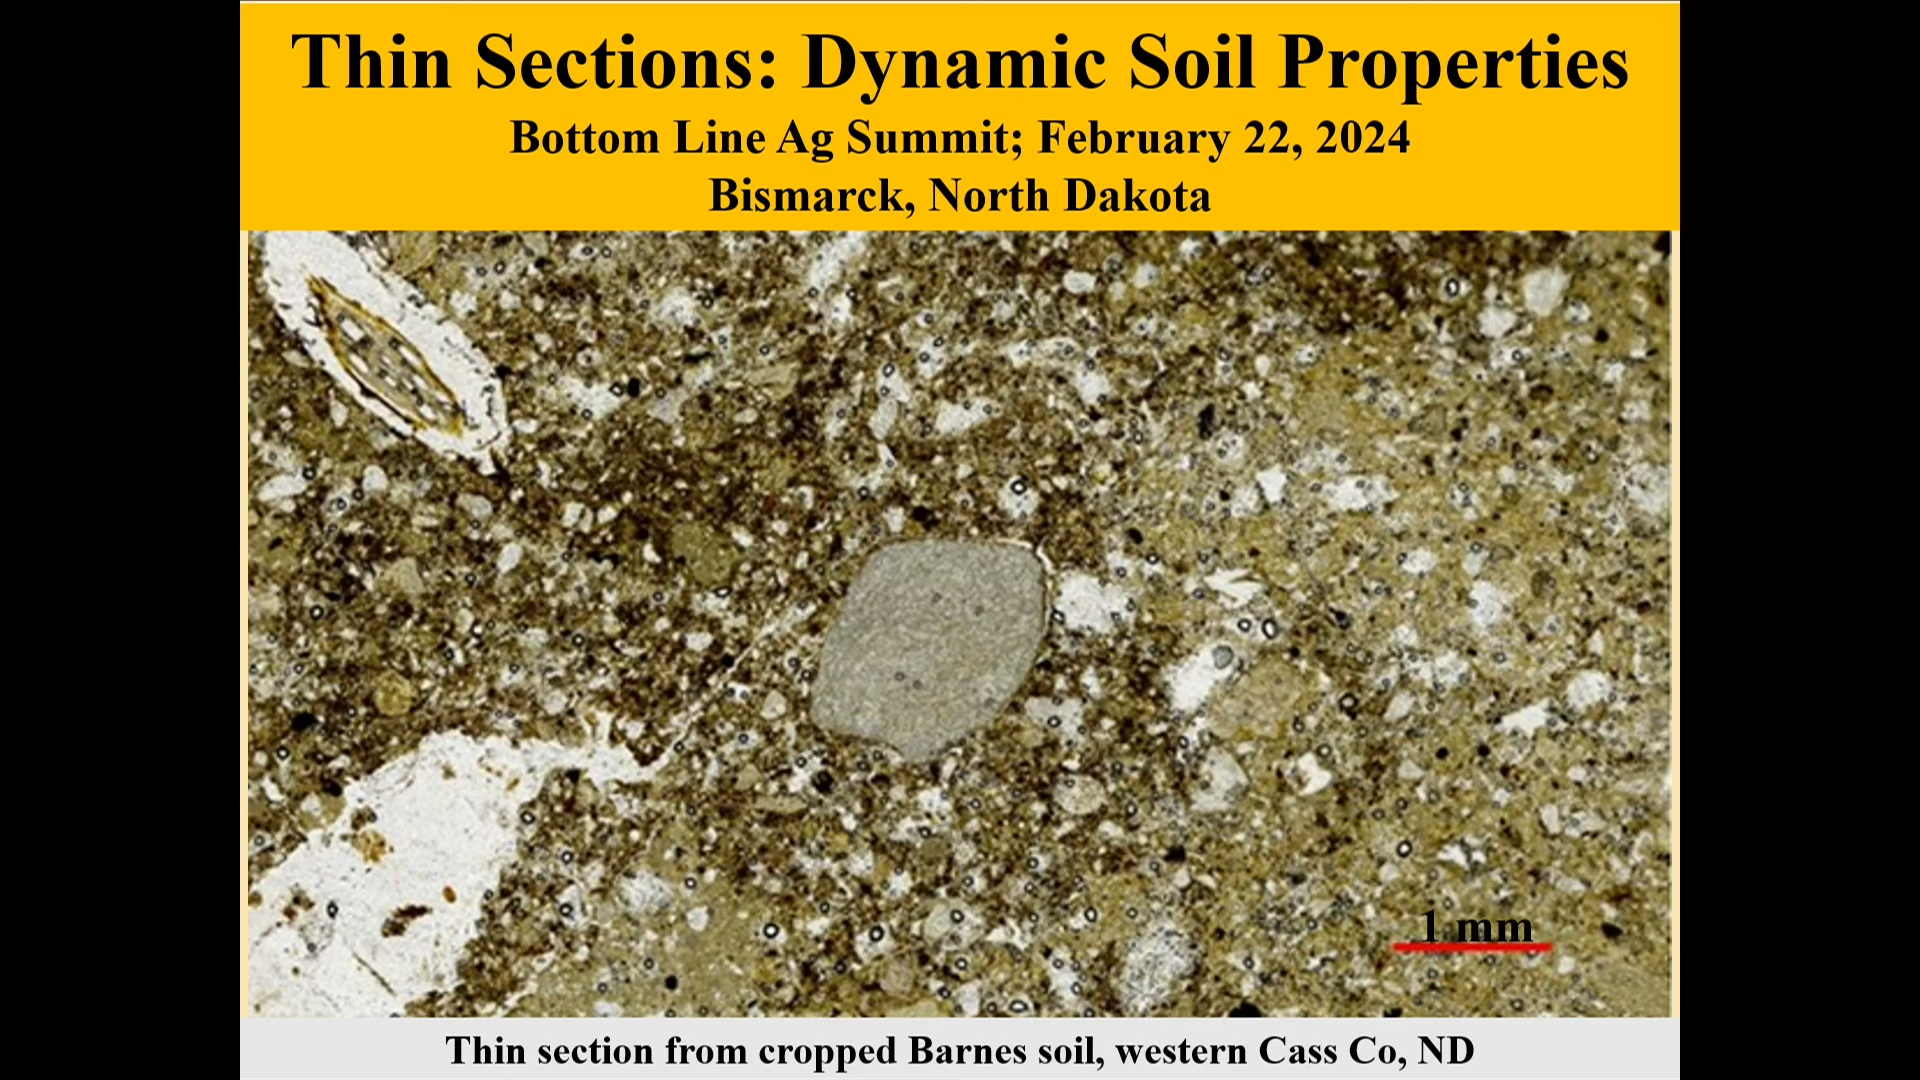 Thin Sections: Dynamic Soil Properties
Bottom Line Ag Summit; February 22, 2024
Bismarck, North Dakota
1 mm
Thin section from cropped Barnes soil, western Cass Co, ND